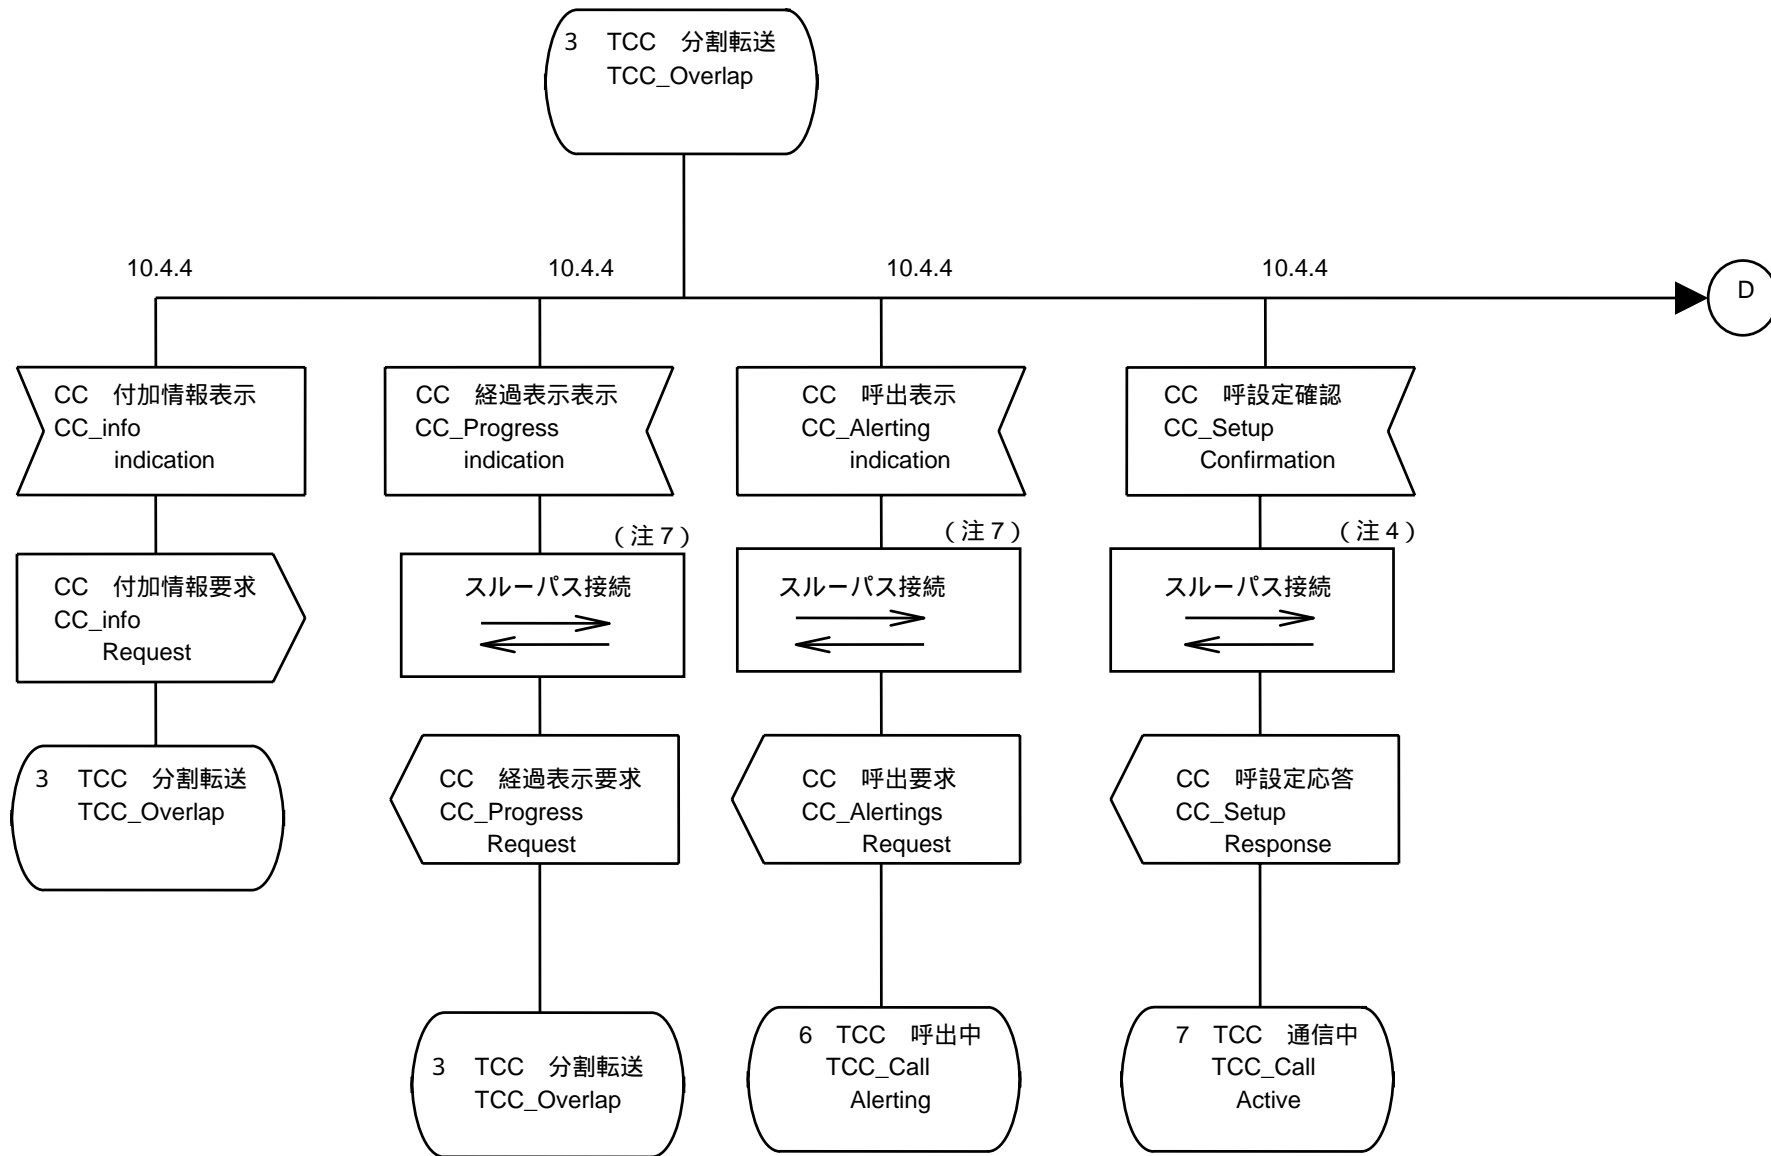 3　TCC　分割転送
TCC_Overlap
10.4.4
10.4.4
10.4.4
10.4.4
D
CC　付加情報表示
CC_info
indication
CC　経過表示表示
CC_Progress
indication
CC　呼出表示
CC_Alerting
indication
CC　呼設定確認
CC_Setup
Confirmation
（注７）
（注７）
（注４）
CC　付加情報要求
CC_info
Request
スルーパス接続
スルーパス接続
スルーパス接続
3　TCC　分割転送
TCC_Overlap
CC　経過表示要求
CC_Progress
Request
CC　呼出要求
CC_Alertings
Request
CC　呼設定応答
CC_Setup
Response
3　TCC　分割転送
TCC_Overlap
6　TCC　呼出中
TCC_Call
Alerting
7　TCC　通信中
TCC_Call
Active